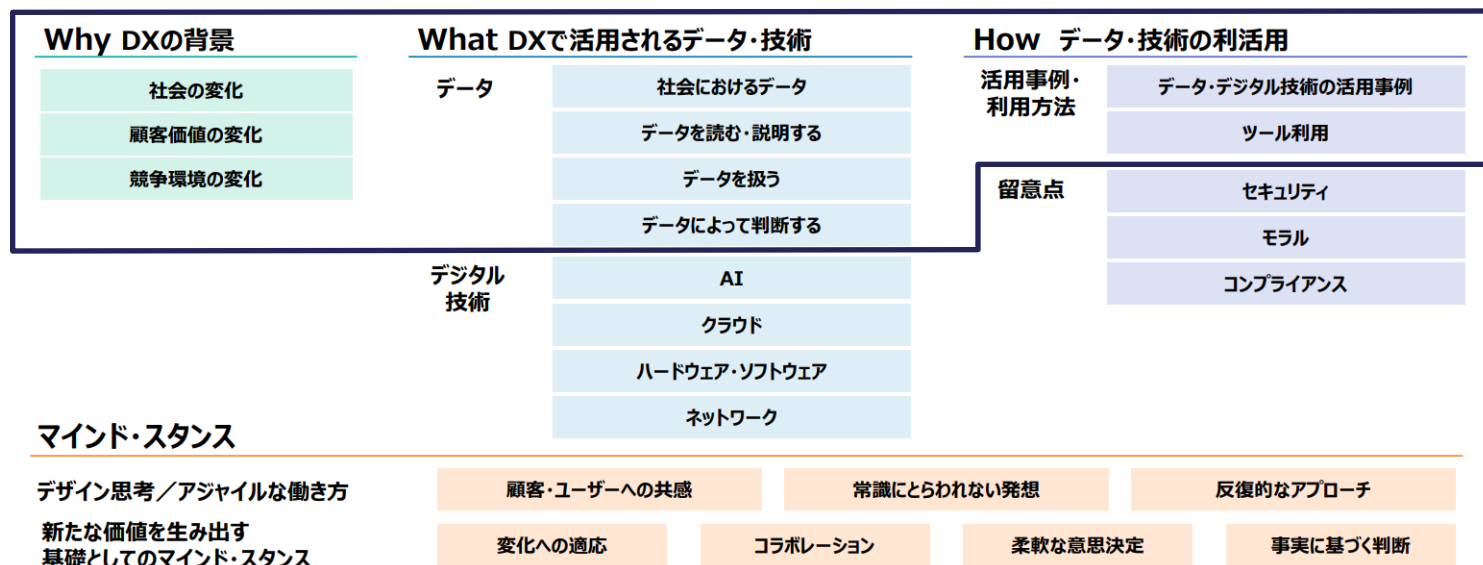 Why DXの背景
社会の変化
顧客価値の変化
競争環境の変化
What DXで活用されるデータ・技術
データ
社会におけるデータ
データを読む・説明する
データを扱う
データによって判断する
デジタル
技術
AI
クラウド
ハードウェア・ソフトウェア
ネットワーク
How データ・技術の利活用
活用事例・
利用方法
データ・デジタル技術の活用事例
ツール利用
留意点
セキュリティ
モラル
コンプライアンス
マインド・スタンス
デザイン思考／アジャイルな働き方
顧客・ユーザーへの共感
常識にとらわれない発想
反復的なアプローチ
新たな価値を生み出す
基礎としてのマインド・スタンス
変化への適応
コラボレーション
柔軟な意思決定
事実に基づく判断